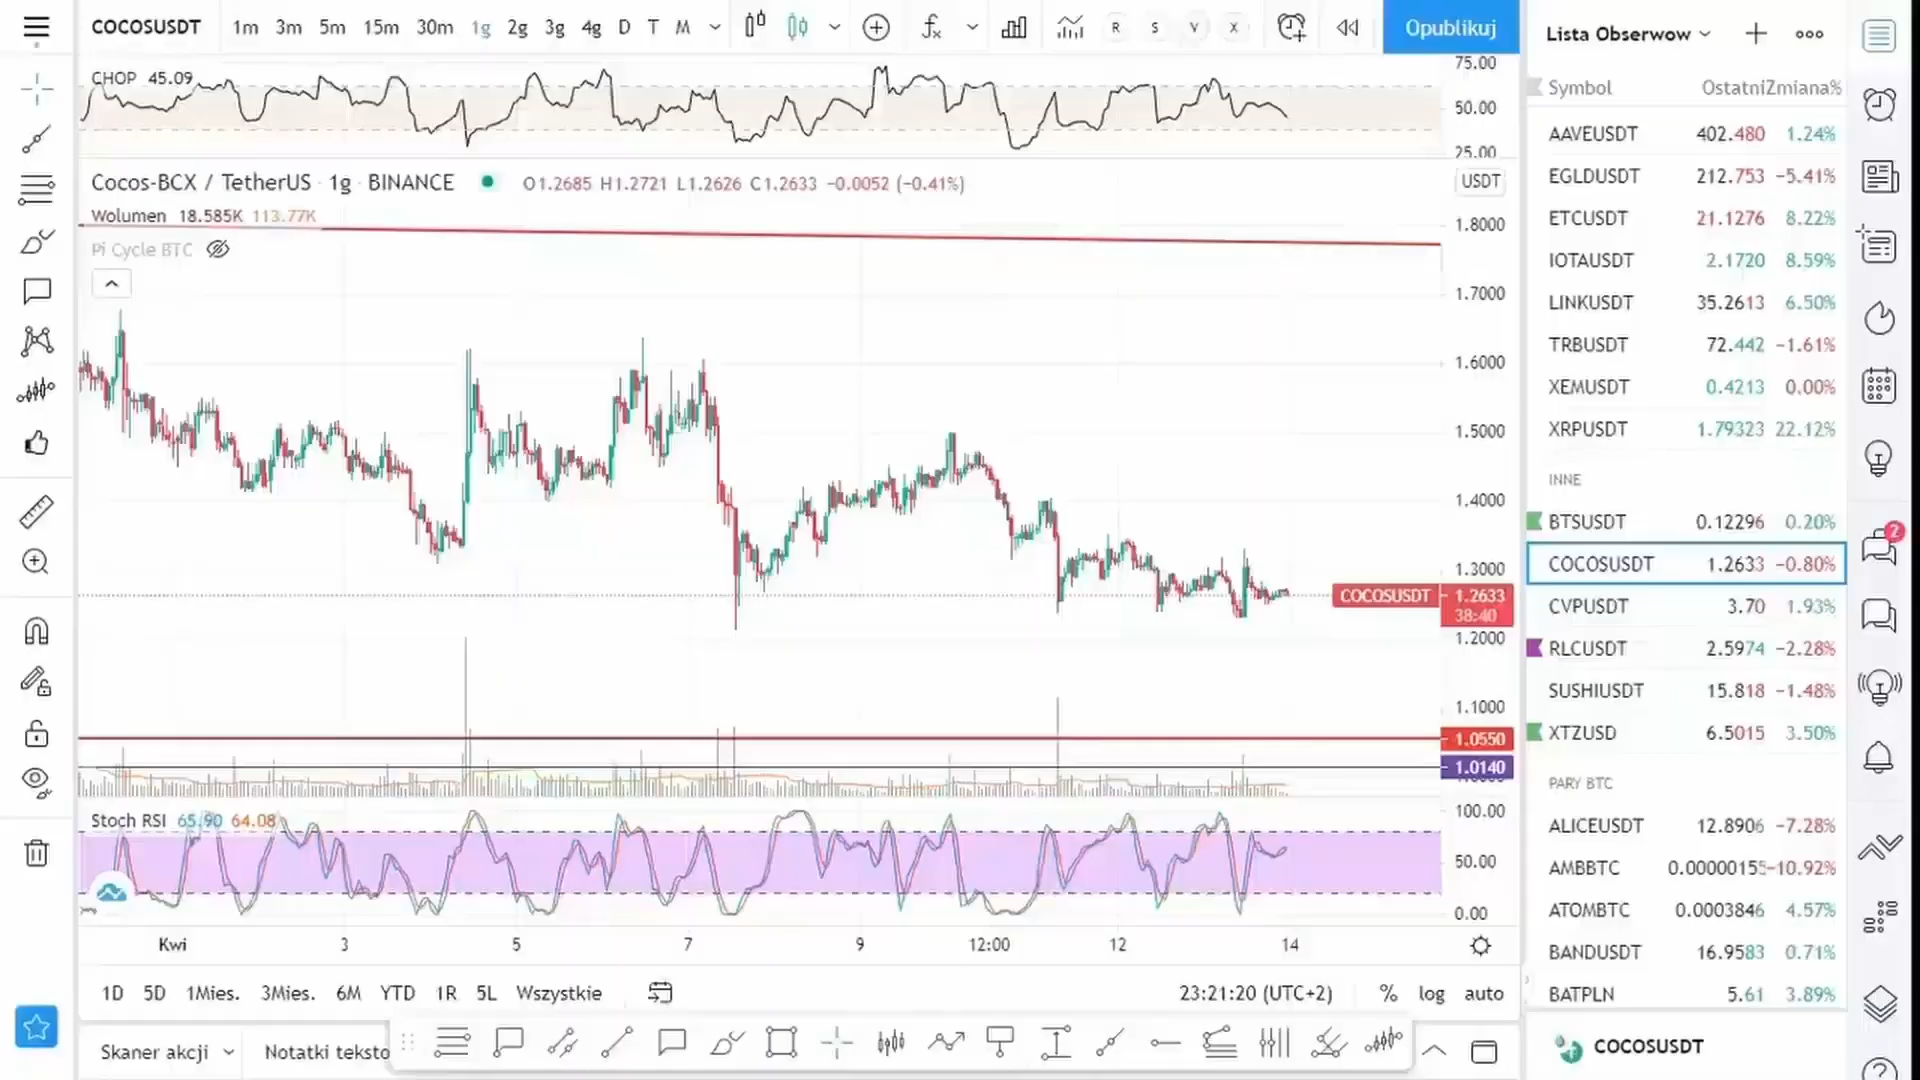 COCOSUSDT 1m 3m 5m 15m 30m 1g 2g 3g 4g D T M R S V X Opublikuj
Lista Obserwow
Symbol Ostatni Zmiana%
CHOP 45.09
75.00
50.00
25.00
Cocos-BCX / TetherUS · 1g · BINANCE O1.2685 H1.2721 L1.2626 C1.2633 −0.0052 (−0.41%)
USDT
Wolumen 18.585K 113.77K
Pi Cycle BTC
1.8000
1.7000
1.6000
1.5000
1.4000
1.3000
COCOSUSDT 1.2633
38:40
1.2000
1.1000
1.0550
1.0140
Stoch RSI 65.90 64.08
100.00
50.00
0.00
Kwi 3 5 7 9 12:00 12 14
1D 5D 1Mies. 3Mies. 6M YTD 1R 5L Wszystkie 23:21:20 (UTC+2) % log auto
Skaner akcji Notatki teksto
AAVEUSDT 402.480 1.24%
EGLDUSDT 212.753 −5.41%
ETCUSDT 21.1276 8.22%
IOTAUSDT 2.1720 8.59%
LINKUSDT 35.2613 6.50%
TRBUSDT 72.442 −1.61%
XEMUSDT 0.4213 0.00%
XRPUSDT 1.79323 22.12%
INNE
BTSUSDT 0.12296 0.20%
COCOSUSDT 1.2633 −0.80%
CVPUSDT 3.70 1.93%
RLCUSDT 2.5974 −2.28%
SUSHIUSDT 15.818 −1.48%
XTZUSD 6.5015 3.50%
PARY BTC
ALICEUSDT 12.8906 −7.28%
AMBBTC 0.00000155 −10.92%
ATOMBTC 0.0003846 4.57%
BANDUSDT 16.9583 0.71%
BATPLN 5.61 3.89%
COCOSUSDT
2